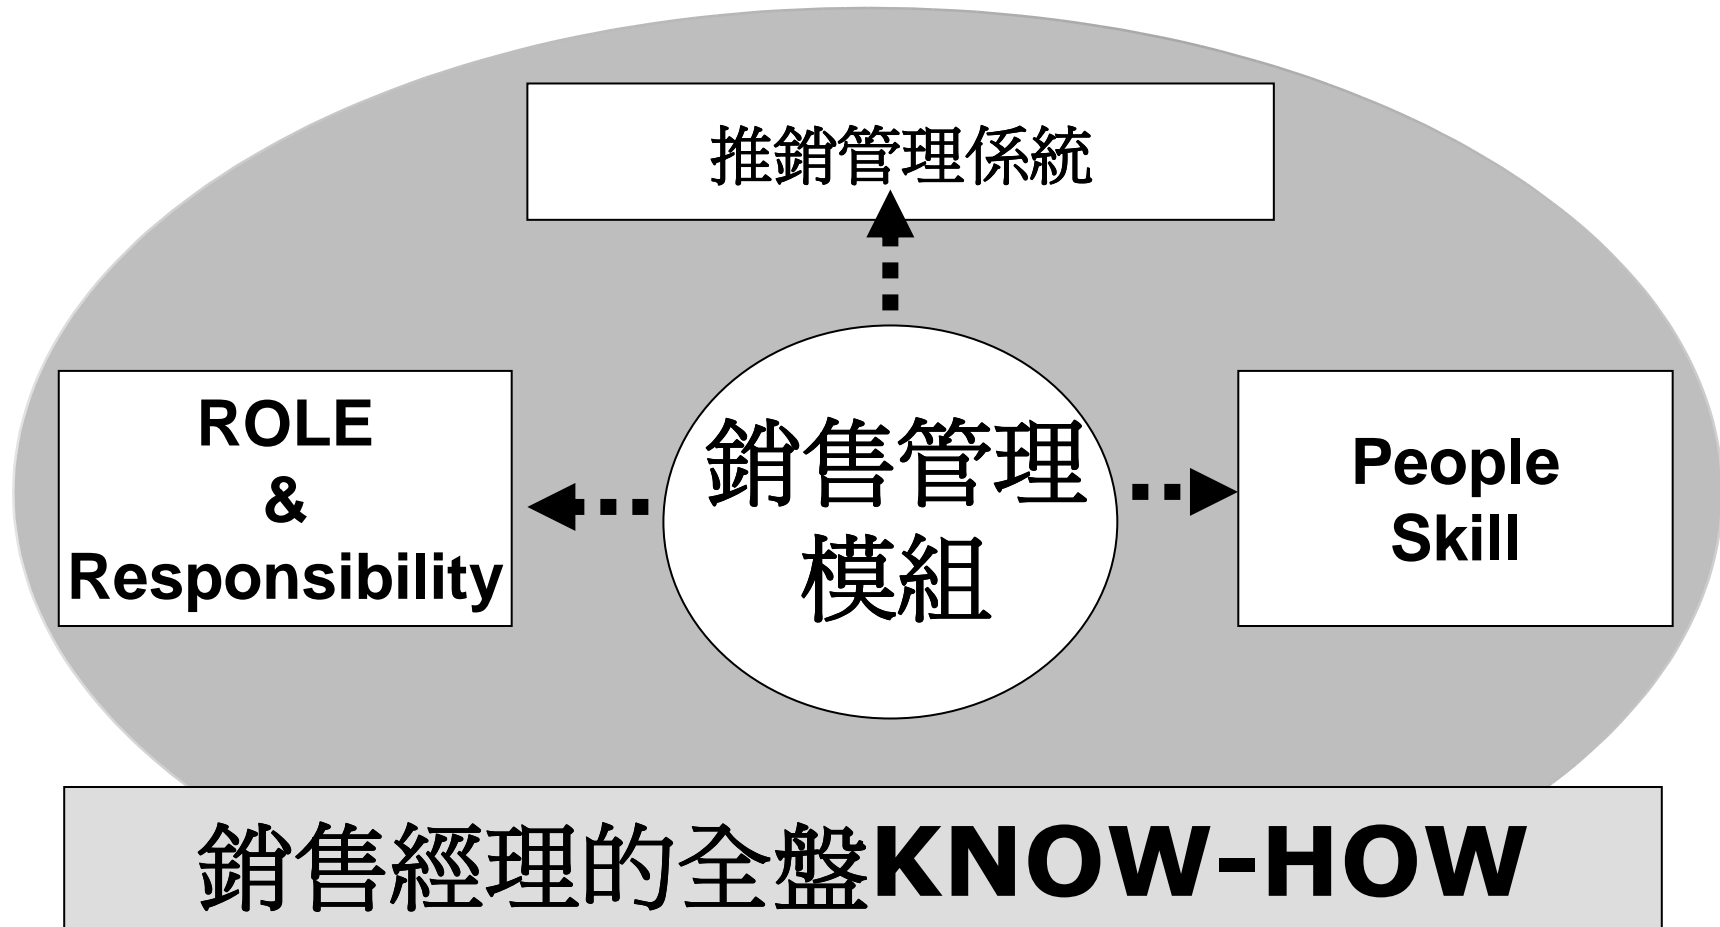 推銷管理係統
ROLE
&
Responsibility
銷售管理
模組
People
Skill
銷售經理的全盤KNOW-HOW